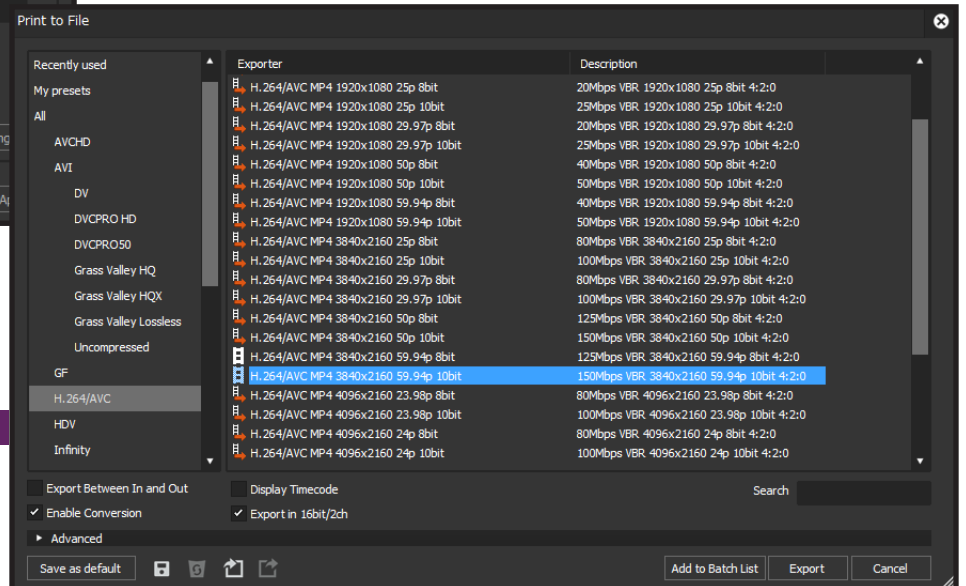 Print to File
Recently used
My presets
All
AVCHD
AVI
DV
DVCPRO HD
DVCPRO50
Grass Valley HQ
Grass Valley HQX
Grass Valley Lossless
Uncompressed
GF
H.264/AVC
HDV
Infinity
Exporter Description
H.264/AVC MP4 1920x1080 25p 8bit 20Mbps VBR 1920x1080 25p 8bit 4:2:0
H.264/AVC MP4 1920x1080 25p 10bit 25Mbps VBR 1920x1080 25p 10bit 4:2:0
H.264/AVC MP4 1920x1080 29.97p 8bit 20Mbps VBR 1920x1080 29.97p 8bit 4:2:0
H.264/AVC MP4 1920x1080 29.97p 10bit 25Mbps VBR 1920x1080 29.97p 10bit 4:2:0
H.264/AVC MP4 1920x1080 50p 8bit 40Mbps VBR 1920x1080 50p 8bit 4:2:0
H.264/AVC MP4 1920x1080 50p 10bit 50Mbps VBR 1920x1080 50p 10bit 4:2:0
H.264/AVC MP4 1920x1080 59.94p 8bit 40Mbps VBR 1920x1080 59.94p 8bit 4:2:0
H.264/AVC MP4 1920x1080 59.94p 10bit 50Mbps VBR 1920x1080 59.94p 10bit 4:2:0
H.264/AVC MP4 3840x2160 25p 8bit 80Mbps VBR 3840x2160 25p 8bit 4:2:0
H.264/AVC MP4 3840x2160 25p 10bit 100Mbps VBR 3840x2160 25p 10bit 4:2:0
H.264/AVC MP4 3840x2160 29.97p 8bit 80Mbps VBR 3840x2160 29.97p 8bit 4:2:0
H.264/AVC MP4 3840x2160 29.97p 10bit 100Mbps VBR 3840x2160 29.97p 10bit 4:2:0
H.264/AVC MP4 3840x2160 50p 8bit 125Mbps VBR 3840x2160 50p 8bit 4:2:0
H.264/AVC MP4 3840x2160 50p 10bit 150Mbps VBR 3840x2160 50p 10bit 4:2:0
H.264/AVC MP4 3840x2160 59.94p 8bit 125Mbps VBR 3840x2160 59.94p 8bit 4:2:0
H.264/AVC MP4 3840x2160 59.94p 10bit 150Mbps VBR 3840x2160 59.94p 10bit 4:2:0
H.264/AVC MP4 4096x2160 23.98p 8bit 80Mbps VBR 4096x2160 23.98p 8bit 4:2:0
H.264/AVC MP4 4096x2160 23.98p 10bit 100Mbps VBR 4096x2160 23.98p 10bit 4:2:0
H.264/AVC MP4 4096x2160 24p 8bit 80Mbps VBR 4096x2160 24p 8bit 4:2:0
H.264/AVC MP4 4096x2160 24p 10bit 100Mbps VBR 4096x2160 24p 10bit 4:2:0
Export Between In and Out Display Timecode Search
Enable Conversion Export in 16bit/2ch
Advanced
Save as default Add to Batch List Export Cancel